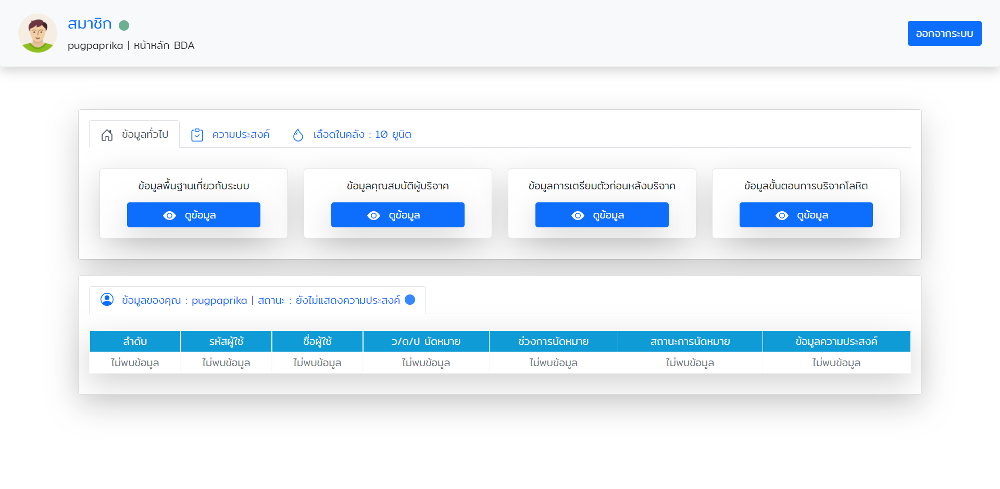 สมาชิก
pugpaprika | หน้าหลัก BDA
ออกจากระบบ
ข้อมูลทั่วไป
ความประสงค์
เลือดในคลัง : 10 ยูนิต
ข้อมูลพื้นฐานเกี่ยวกับระบบ
ดูข้อมูล
ข้อมูลคุณสมบัติผู้บริจาค
ดูข้อมูล
ข้อมูลการเตรียมตัวก่อนหลังบริจาค
ดูข้อมูล
ข้อมูลขั้นตอนการบริจาคโลหิต
ดูข้อมูล
ข้อมูลของคุณ : pugpaprika | สถานะ : ยังไม่แสดงความประสงค์
ลำดับ รหัสผู้ใช้ ชื่อผู้ใช้ ว/ด/ป นัดหมาย ช่วงการนัดหมาย สถานะการนัดหมาย ข้อมูลความประสงค์
ไม่พบข้อมูล ไม่พบข้อมูล ไม่พบข้อมูล ไม่พบข้อมูล ไม่พบข้อมูล ไม่พบข้อมูล ไม่พบข้อมูล